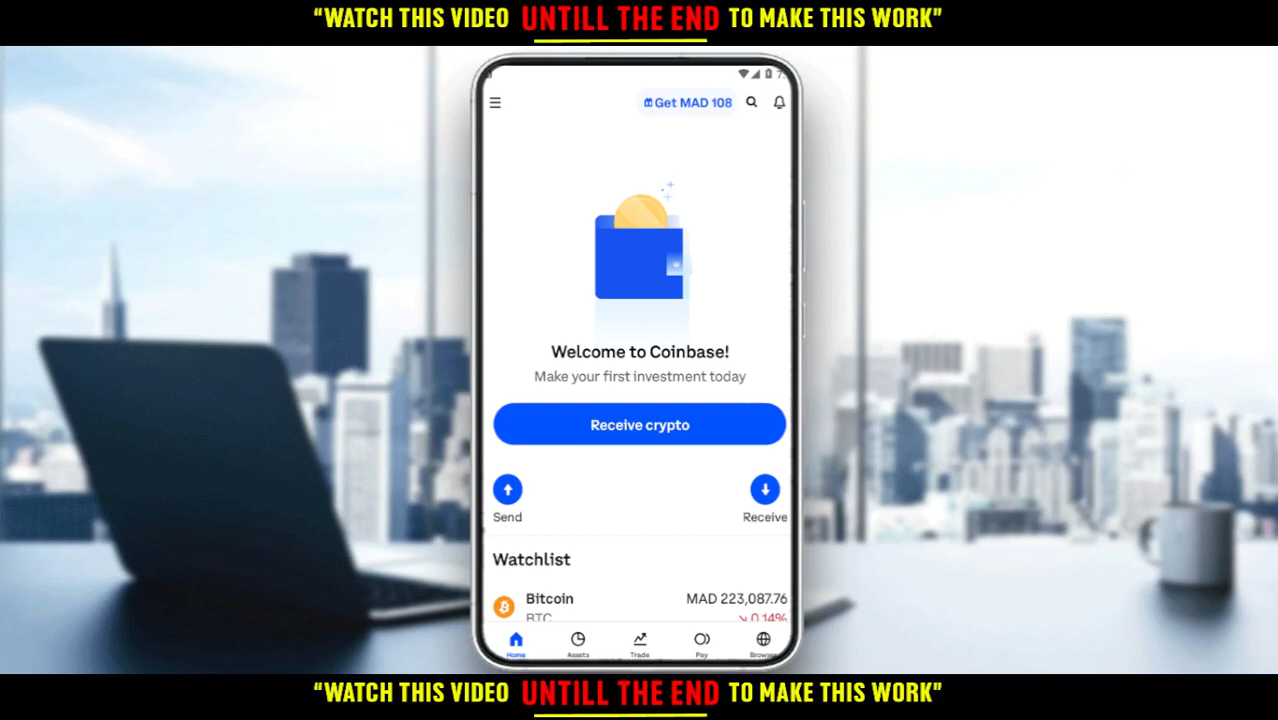 “WATCH THIS VIDEO UNTILL THE END TO MAKE THIS WORK”
Get MAD 108
Welcome to Coinbase!
Make your first investment today
Receive crypto
Send Receive
Watchlist
Bitcoin MAD 223,087.76
BTC 0.14%
Home Assets Trade Pay Browser
“WATCH THIS VIDEO UNTILL THE END TO MAKE THIS WORK”